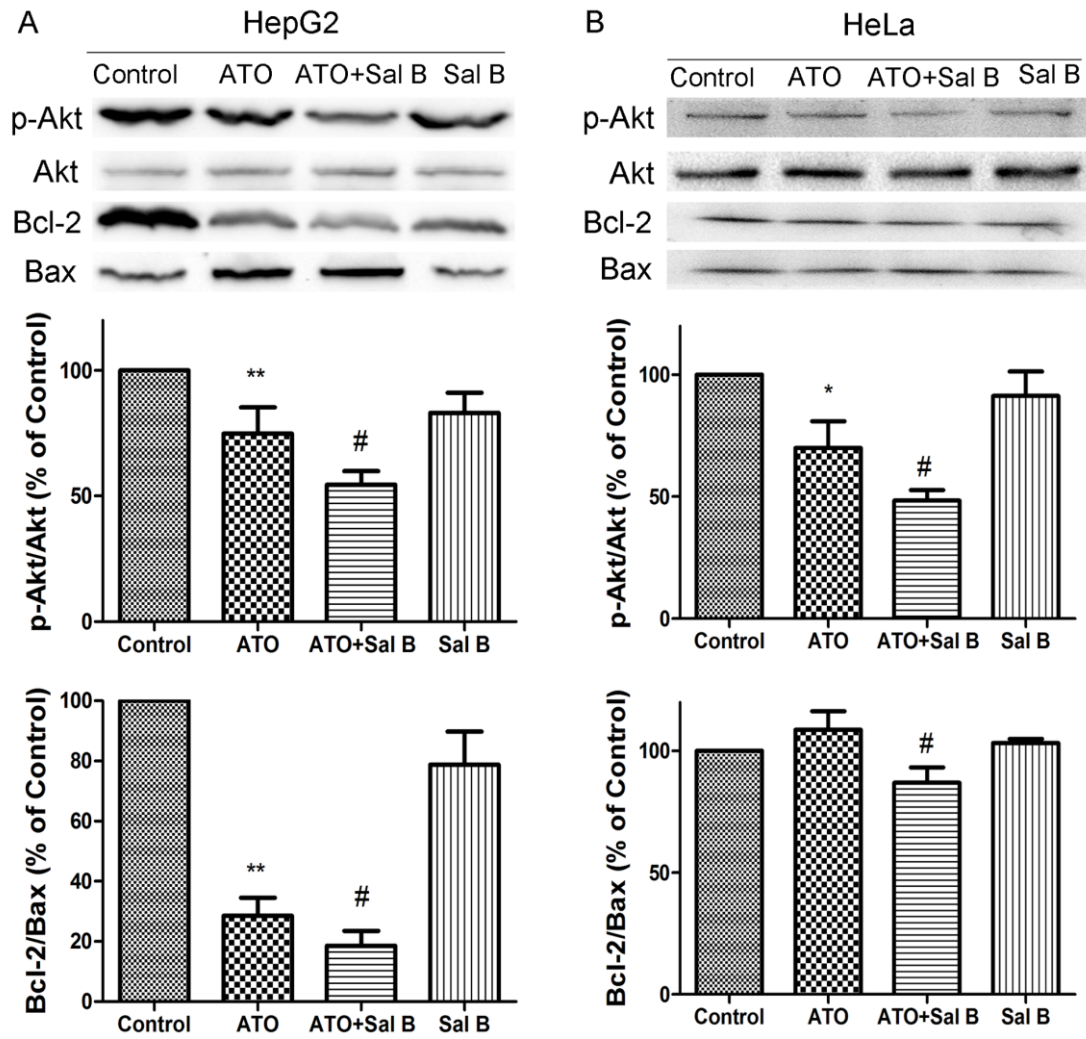 A
HepG2
Control ATO ATO+Sal B Sal B
p-Akt
Akt
Bcl-2
Bax
p-Akt/Akt (% of Control)
100
50
0
**
#
Control ATO ATO+Sal B Sal B
Bcl-2/Bax (% of Control)
100
80
60
40
20
0
**
#
Control ATO ATO+Sal B Sal B
B
HeLa
Control ATO ATO+Sal B Sal B
p-Akt
Akt
Bcl-2
Bax
p-Akt/Akt (% of Control)
100
50
0
*
#
Control ATO ATO+Sal B Sal B
Bcl-2/Bax (% of Control)
100
50
0
#
Control ATO ATO+Sal B Sal B